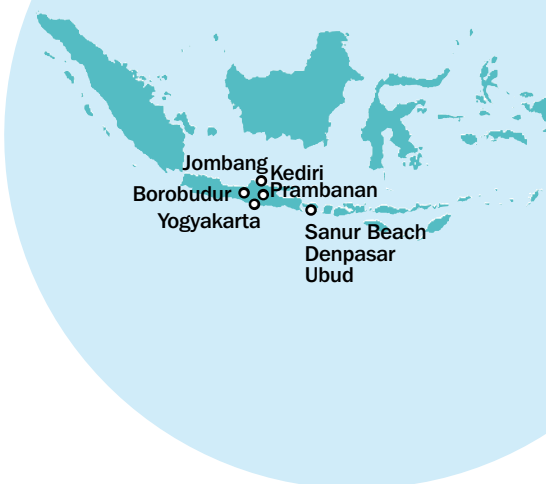 Jombang
Kediri
Borobudur
Prambanan
Yogyakarta
Sanur Beach
Denpasar
Ubud